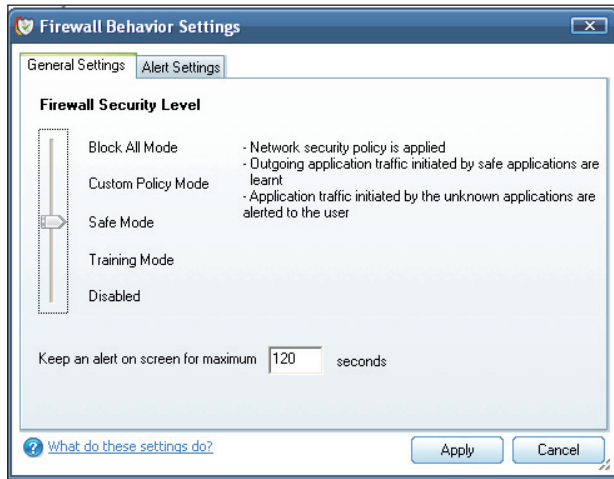 Firewall Behavior Settings
General Settings
Alert Settings
Firewall Security Level
Block All Mode
Custom Policy Mode
Safe Mode
Training Mode
Disabled
- Network security policy is applied
- Outgoing application traffic initiated by safe applications are
learnt
- Application traffic initiated by the unknown applications are
alerted to the user
Keep an alert on screen for maximum 120 seconds
What do these settings do?
Apply
Cancel